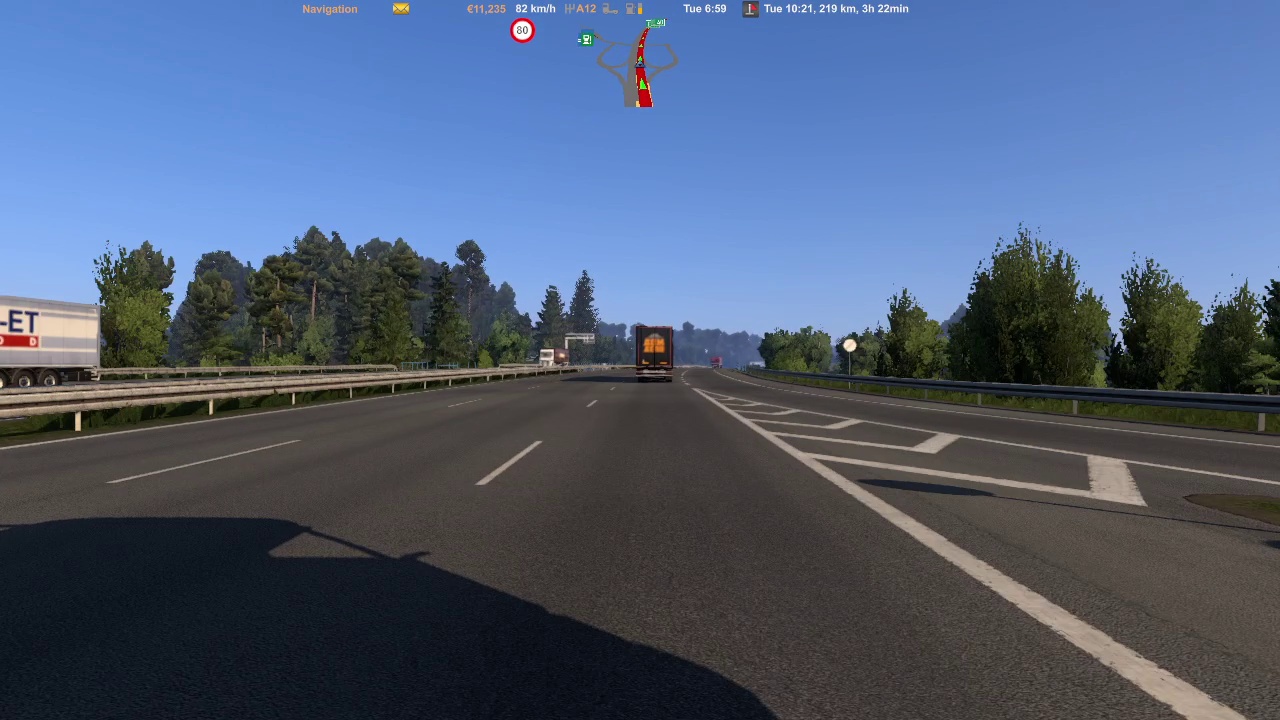 Navigation
€11,235
82 km/h
A12
Tue 6:59
Tue 10:21, 219 km, 3h 22min
80
-ET